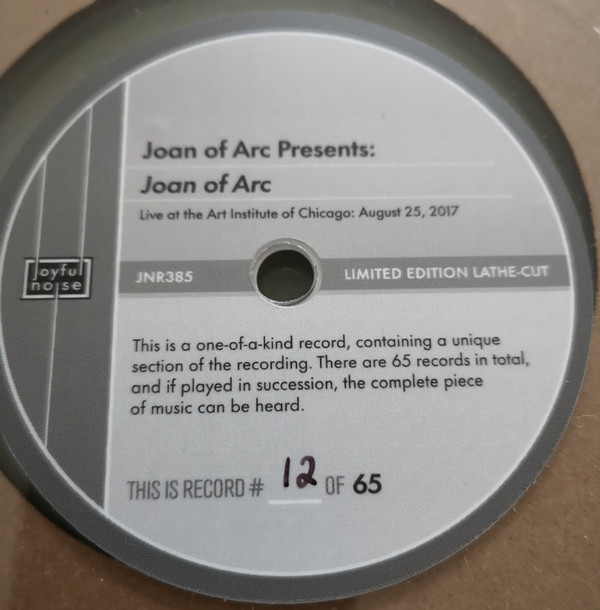 Joan of Arc Presents:
Joan of Arc
Live at the Art Institute of Chicago: August 25, 2017
joyful
noise
JNR385
LIMITED EDITION LATHE-CUT
This is a one-of-a-kind record, containing a unique
section of the recording. There are 65 records in total,
and if played in succession, the complete piece
of music can be heard.
THIS IS RECORD # 12 OF 65